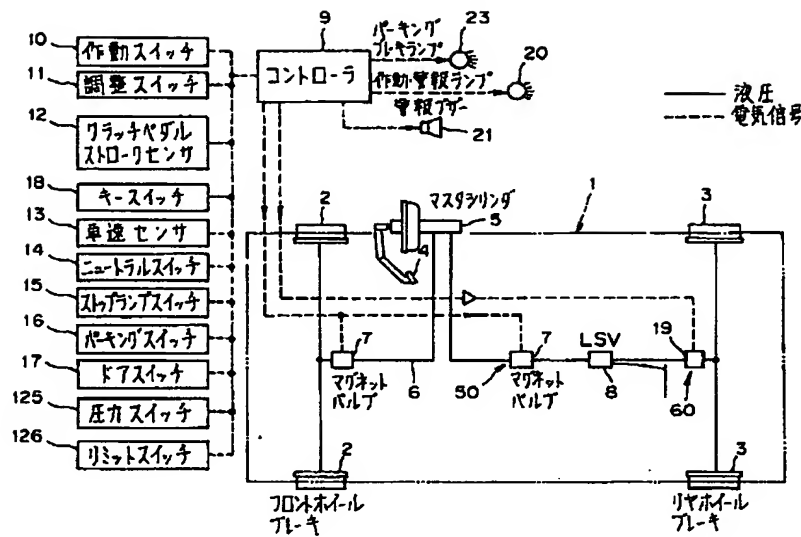 10
作動スイッチ
11
調整スイッチ
12
クラッチペダル
ストロークセンサ
18
キースイッチ
13
車速センサ
14
ニュートラルスイッチ
15
ストップランプスイッチ
16
パーキングスイッチ
17
ドアスイッチ
125
圧力スイッチ
126
リミットスイッチ
9
コントローラ
パーキング
ブレーキランプ
23
作動・警報ランプ
20
警報ブザー
21
液圧
電気信号
2
マスタシリンダ
5
1
3
4
7
マグネット
バルブ
6
50
7
マグネット
バルブ
LSV
8
19
60
2
フロントホイール
ブレーキ
3
リヤホイール
ブレーキ